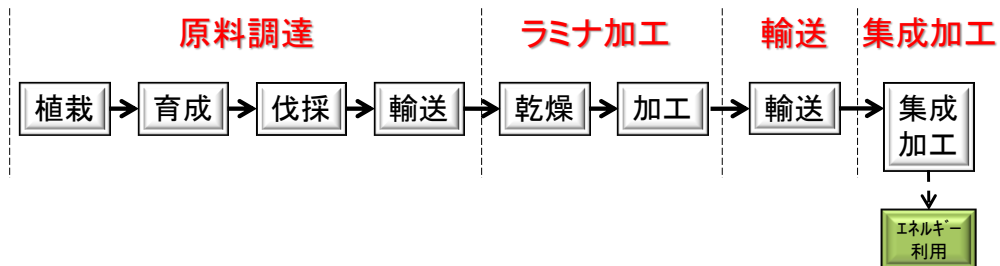 原料調達
ラミナ加工
輸送
集成加工
植栽
育成
伐採
輸送
乾燥
加工
輸送
集成
加工
エネルギー
利用